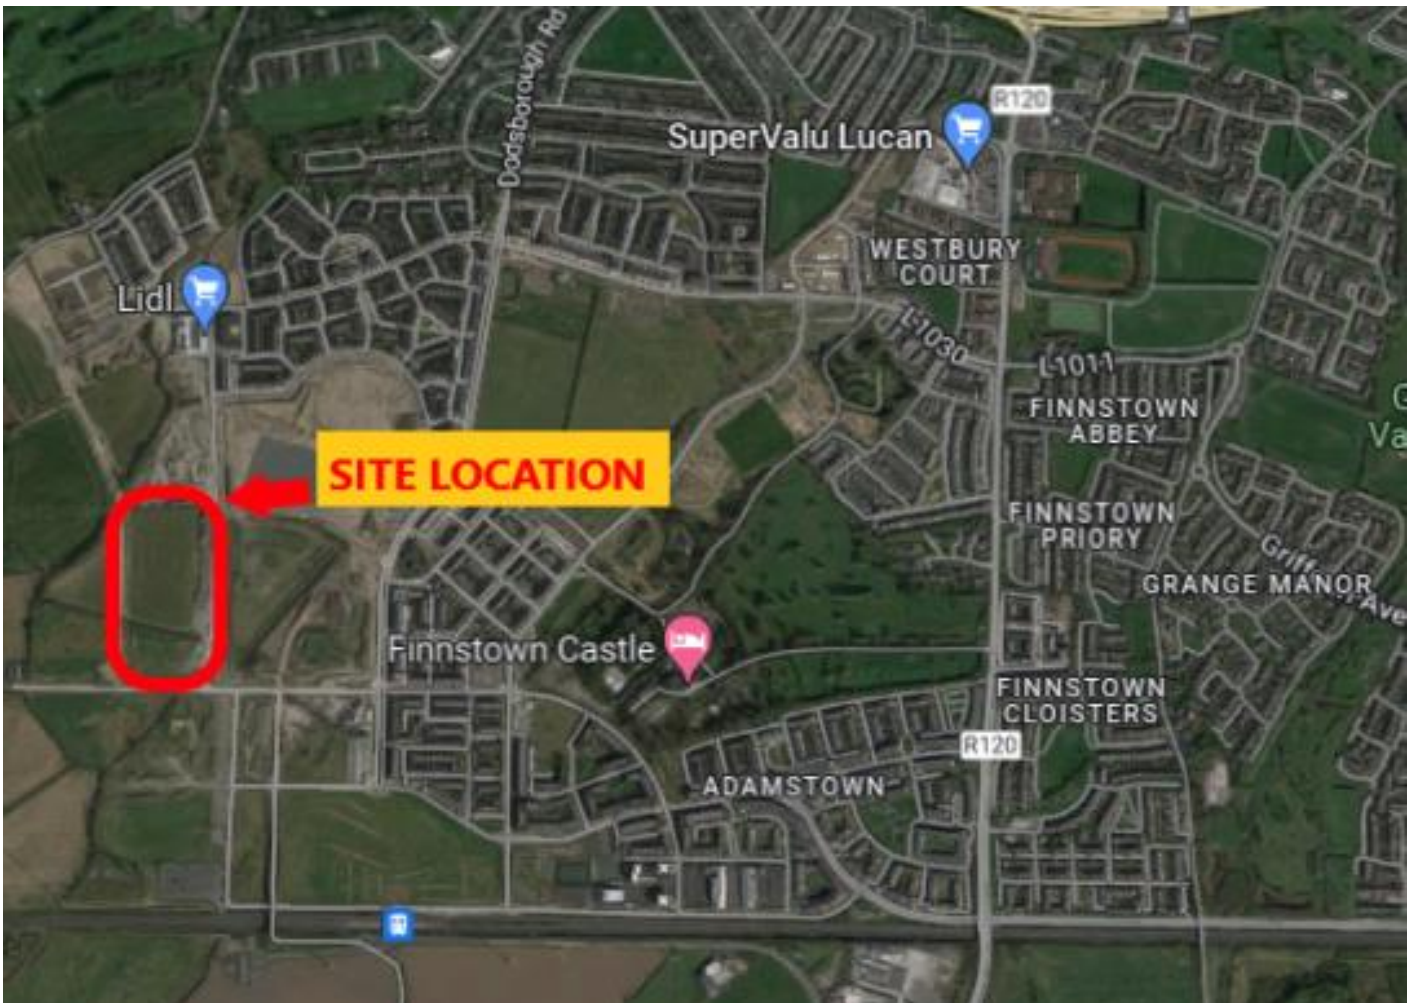 Dodsborough Rd
R120
SuperValu Lucan
WESTBURY
COURT
Lidl
L1030
L1011
FINNSTOWN
ABBEY
SITE LOCATION
FINNSTOWN
PRIORY
GRANGE MANOR
Finnstown Castle
FINNSTOWN
CLOISTERS
R120
ADAMSTOWN